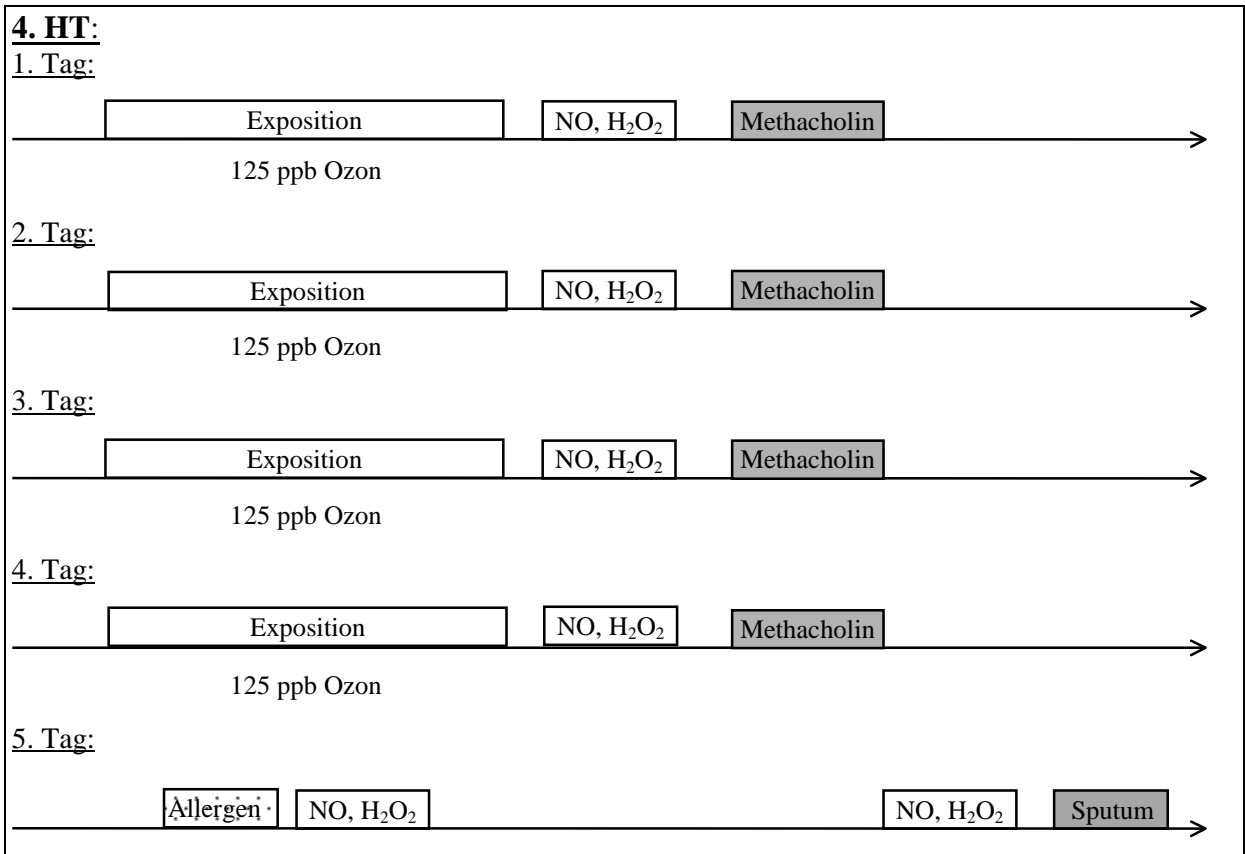 4. HT:
1. Tag:
Exposition NO, H₂O₂ Methacholin
125 ppb Ozon
2. Tag:
Exposition NO, H₂O₂ Methacholin
125 ppb Ozon
3. Tag:
Exposition NO, H₂O₂ Methacholin
125 ppb Ozon
4. Tag:
Exposition NO, H₂O₂ Methacholin
125 ppb Ozon
5. Tag:
Allergen NO, H₂O₂ NO, H₂O₂ Sputum